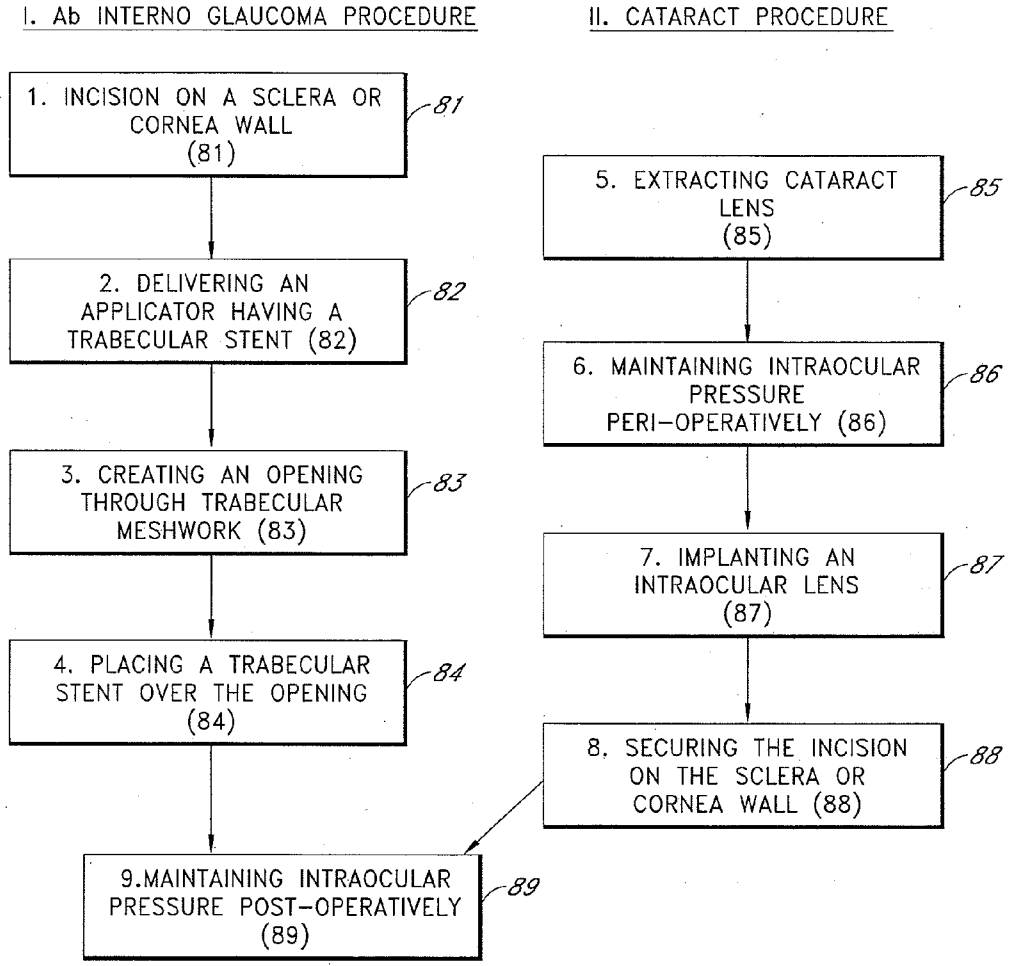 I. Ab INTERNO GLAUCOMA PROCEDURE
1. INCISION ON A SCLERA OR
CORNEA WALL
(81)
81
2. DELIVERING AN
APPLICATOR HAVING A
TRABECULAR STENT (82)
82
3. CREATING AN OPENING
THROUGH TRABECULAR
MESHWORK (83)
83
4. PLACING A TRABECULAR
STENT OVER THE OPENING
(84)
84
II. CATARACT PROCEDURE
5. EXTRACTING CATARACT
LENS
(85)
85
6. MAINTAINING INTRAOCULAR
PRESSURE
PERI-OPERATIVELY (86)
86
7. IMPLANTING AN
INTRAOCULAR LENS
(87)
87
8. SECURING THE INCISION
ON THE SCLERA OR
CORNEA WALL (88)
88
9.MAINTAINING INTRAOCULAR
PRESSURE POST-OPERATIVELY
(89)
89